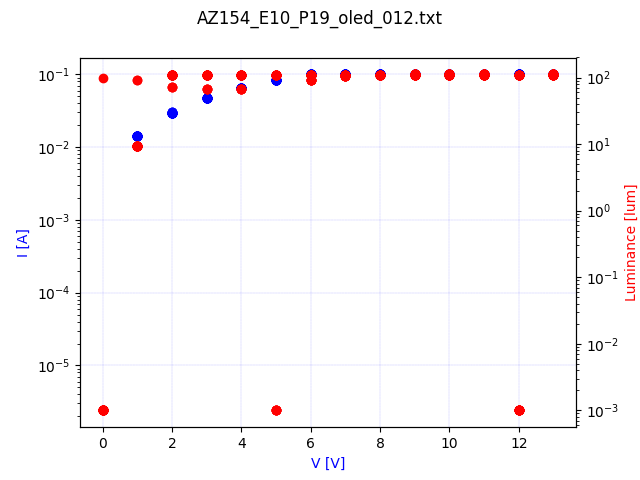 AZ154_E10_P19_oled_012.txt
10⁻¹
10⁻²
10⁻³
10⁻⁴
10⁻⁵
I [A]
10²
10¹
10⁰
10⁻¹
10⁻²
10⁻³
Luminance [lum]
0 2 4 6 8 10 12
V [V]